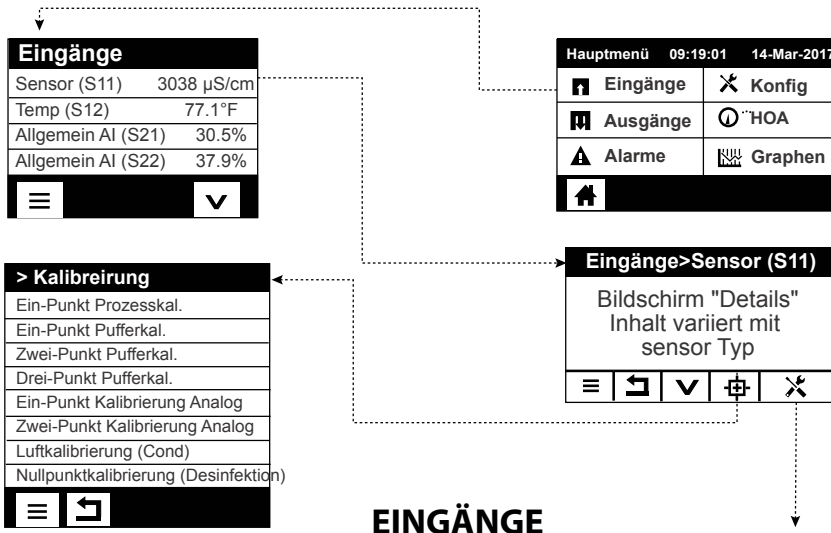 Eingänge
Sensor (S11) 3038 µS/cm
Temp (S12) 77.1°F
Allgemein AI (S21) 30.5%
Allgemein AI (S22) 37.9%
Hauptmenü 09:19:01 14-Mar-2017
Eingänge Konfig
Ausgänge HOA
Alarme Graphen
> Kalibreirung
Ein-Punkt Prozesskal.
Ein-Punkt Pufferkal.
Zwei-Punkt Pufferkal.
Drei-Punkt Pufferkal.
Ein-Punkt Kalibrierung Analog
Zwei-Punkt Kalibrierung Analog
Luftkalibrierung (Cond)
Nullpunktkalibrierung (Desinfektion)
Eingänge>Sensor (S11)
Bildschirm "Details"
Inhalt variiert mit
sensor Typ
EINGÄNGE